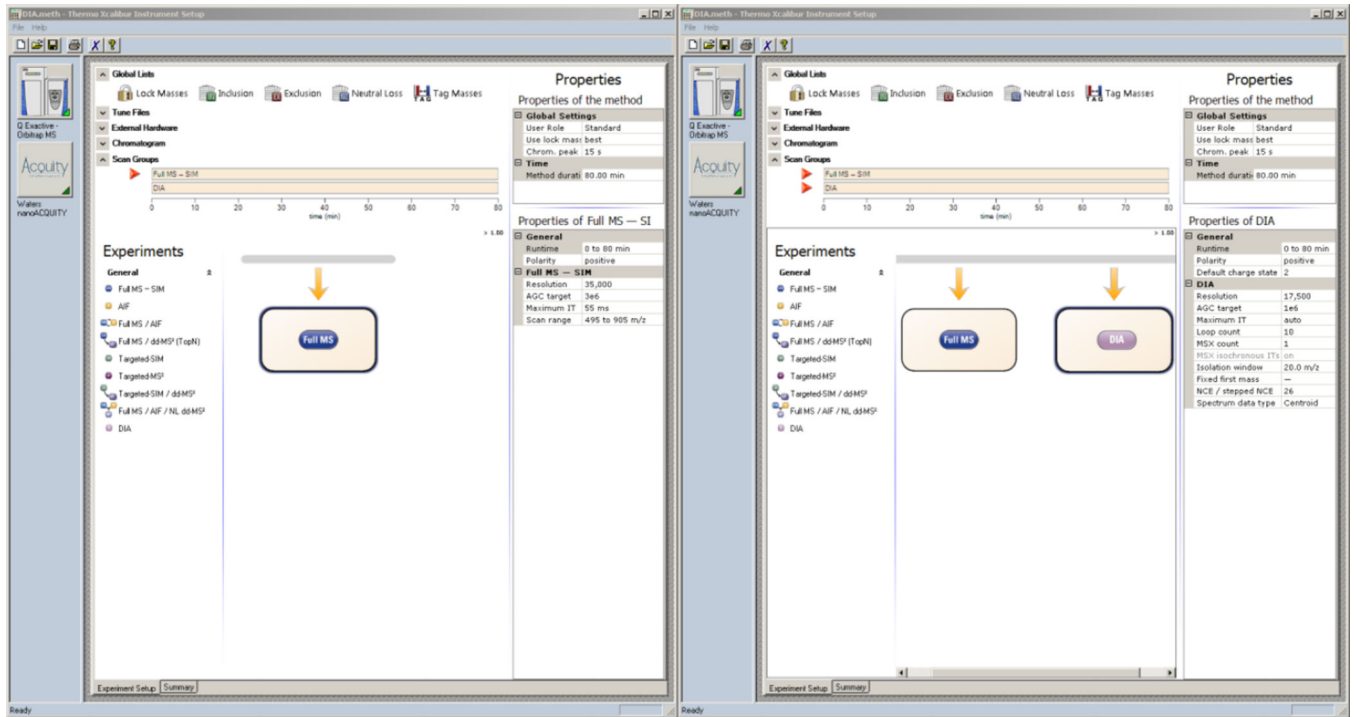 DIA.meth - Thermo Xcalibur Instrument Setup
File Help
Q Exactive -
Orbitrap MS
Acquity
Waters
nanoACQUITY
Global Lists
Lock Masses Inclusion Exclusion Neutral Loss Tag Masses
Tune Files
External Hardware
Chromatogram
Scan Groups
Full MS – SIM
DIA
0 10 20 30 40 50 60 70 80
time (min)
> 1.00
Experiments
General
Full MS – SIM
AIF
Full MS / AIF
Full MS / dd-MS² (TopN)
Targeted-SIM
Targeted-MS²
Targeted-SIM / dd-MS²
Full MS / AIF / NL dd-MS²
DIA
Full MS
Properties
Properties of the method
Global Settings
User Role Standard
Use lock mass best
Chrom. peak 15 s
Time
Method durati 80.00 min
Properties of Full MS — SI
General
Runtime 0 to 80 min
Polarity positive
Full MS — SIM
Resolution 35,000
AGC target 3e6
Maximum IT 55 ms
Scan range 495 to 905 m/z
Experiment Setup Summary
Ready
DIA.meth - Thermo Xcalibur Instrument Setup
File Help
Q Exactive -
Orbitrap MS
Acquity
Waters
nanoACQUITY
Global Lists
Lock Masses Inclusion Exclusion Neutral Loss Tag Masses
Tune Files
External Hardware
Chromatogram
Scan Groups
Full MS – SIM
DIA
0 10 20 30 40 50 60 70 80
time (min)
> 1.00
Experiments
General
Full MS – SIM
AIF
Full MS / AIF
Full MS / dd-MS² (TopN)
Targeted-SIM
Targeted-MS²
Targeted-SIM / dd-MS²
Full MS / AIF / NL dd-MS²
DIA
Full MS
DIA
Properties
Properties of the method
Global Settings
User Role Standard
Use lock mass best
Chrom. peak 15 s
Time
Method durati 80.00 min
Properties of DIA
General
Runtime 0 to 80 min
Polarity positive
Default charge state 2
DIA
Resolution 17,500
AGC target 1e6
Maximum IT auto
Loop count 10
MSX count 1
MSX isochronous ITs on
Isolation window 20.0 m/z
Fixed first mass —
NCE / stepped NCE 26
Spectrum data type Centroid
Experiment Setup Summary
Ready